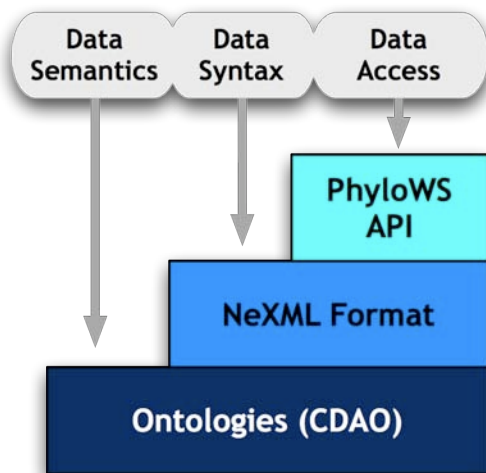 Data
Semantics
Data
Syntax
Data
Access
PhyloWS
API
NeXML Format
Ontologies (CDAO)